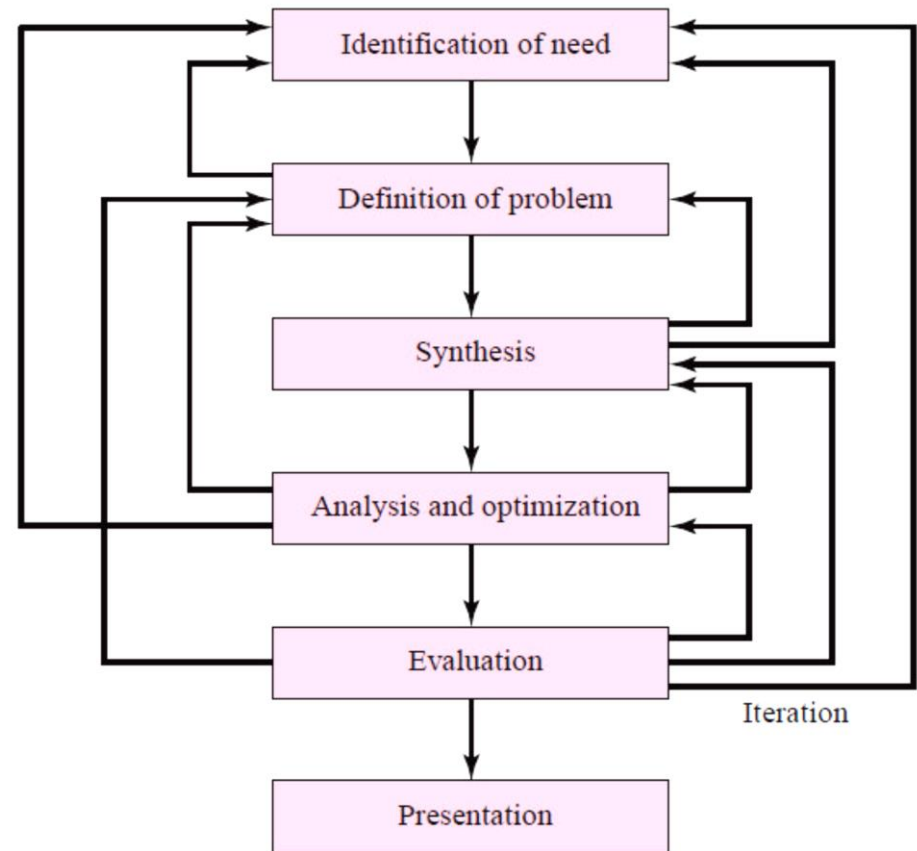 Identification of need
Definition of problem
Synthesis
Analysis and optimization
Evaluation
Iteration
Presentation